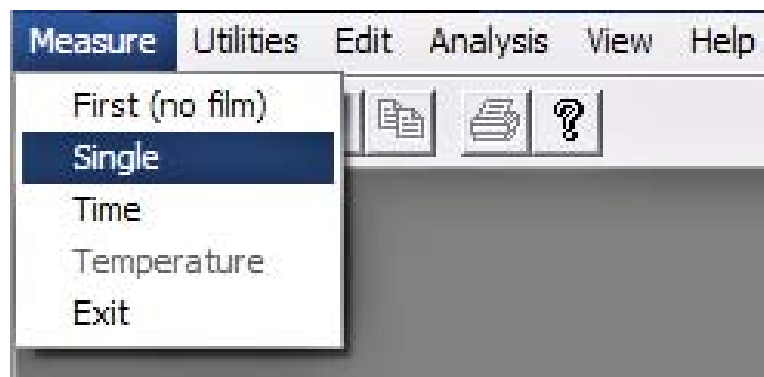 Measure Utilities Edit Analysis View Help
First (no film)
Single
Time
Temperature
Exit